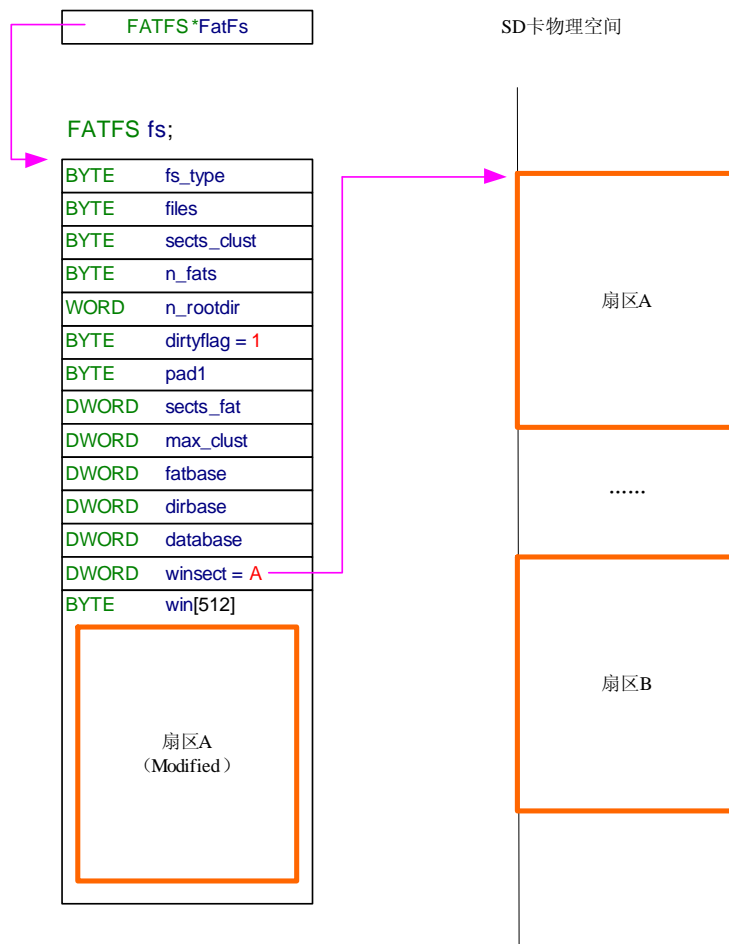 FATFS *FatFs
SD卡物理空间
FATFS fs;
BYTE fs_type
BYTE files
BYTE sects_clust
BYTE n_fats
WORD n_rootdir
BYTE dirtyflag = 1
BYTE pad1
DWORD sects_fat
DWORD max_clust
DWORD fatbase
DWORD dirbase
DWORD database
DWORD winsect = A
BYTE win[512]
扇区A
（Modified）
扇区A
......
扇区B